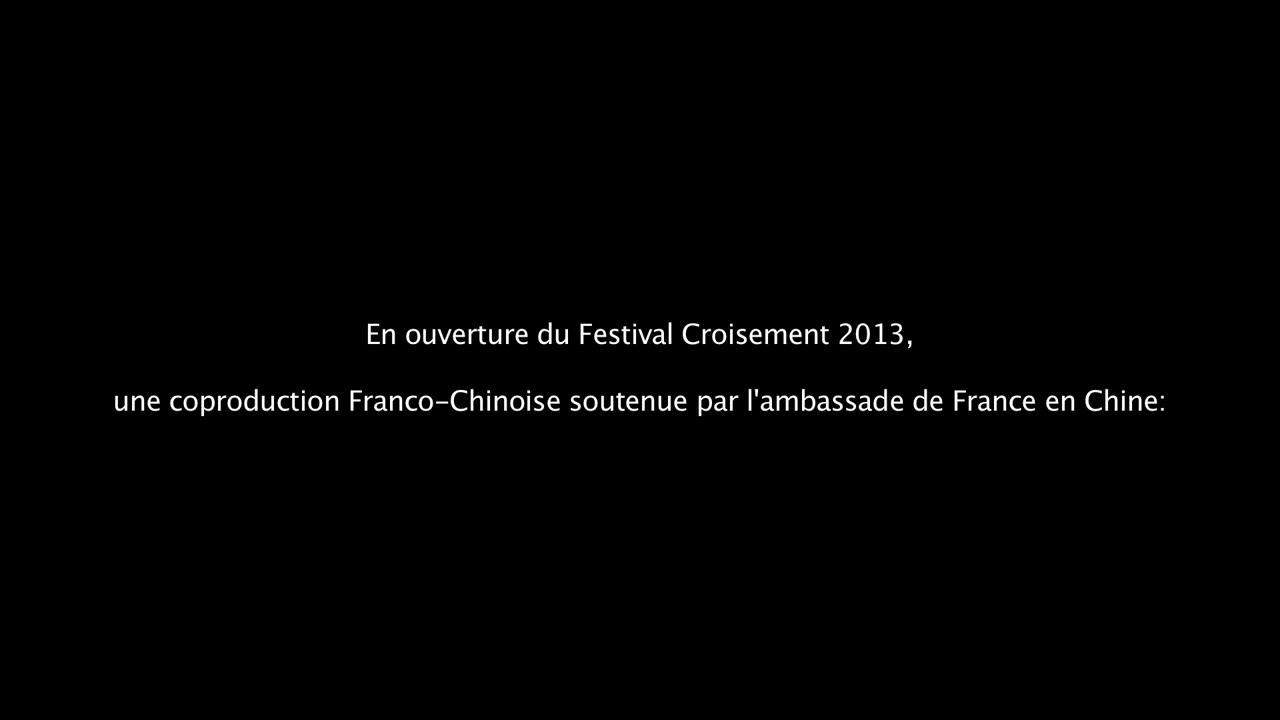 En ouverture du Festival Croisement 2013,
une coproduction Franco-Chinoise soutenue par l'ambassade de France en Chine: